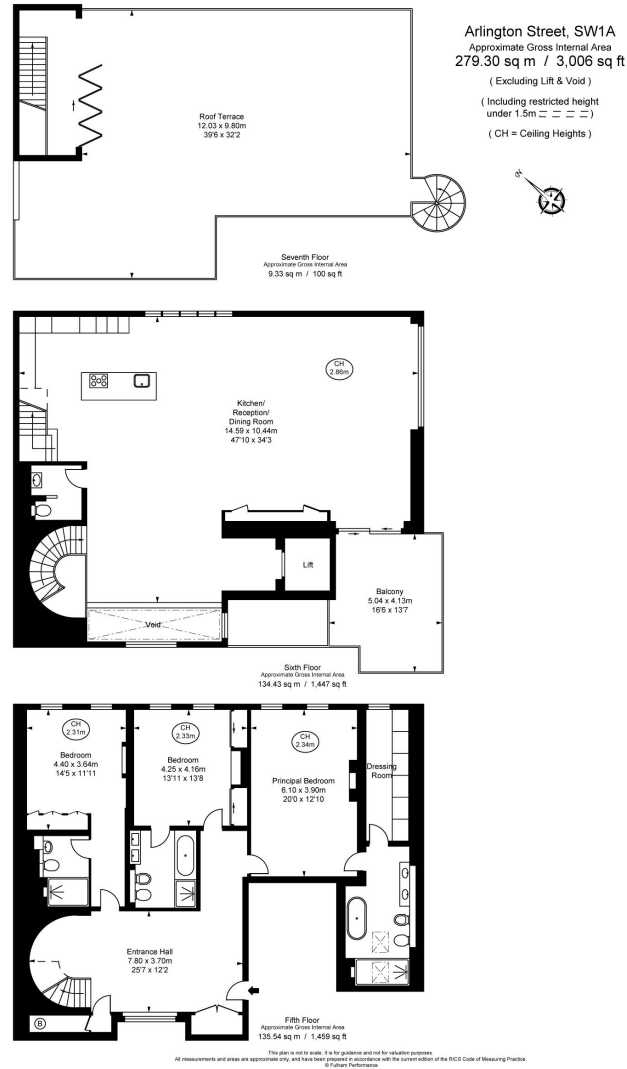 Arlington Street, SW1A
Approximate Gross Internal Area
279.30 sq m / 3,006 sq ft
( Excluding Lift & Void )
( Including restricted height
under 1.5m )
( CH = Ceiling Heights )
N
Roof Terrace
12.03 x 9.80m
39'6 x 32'2
Seventh Floor
Approximate Gross Internal Area
9.33 sq m / 100 sq ft
CH
2.86m
Kitchen/
Reception/
Dining Room
14.59 x 10.44m
47'10 x 34'3
Lift
Balcony
5.04 x 4.13m
16'6 x 13'7
Void
Sixth Floor
Approximate Gross Internal Area
134.43 sq m / 1,447 sq ft
CH
2.31m
Bedroom
4.40 x 3.64m
14'5 x 11'11
CH
2.33m
Bedroom
4.25 x 4.16m
13'11 x 13'8
CH
2.34m
Principal Bedroom
6.10 x 3.90m
20'0 x 12'10
Dressing
Room
Entrance Hall
7.80 x 3.70m
25'7 x 12'2
B
Fifth Floor
Approximate Gross Internal Area
135.54 sq m / 1,459 sq ft
This plan is not to scale. It is for guidance and not for valuation purposes.
All measurements and areas are approximate only, and have been prepared in accordance with the current edition of the RICS Code of Measuring Practice.
© Fulham Performance